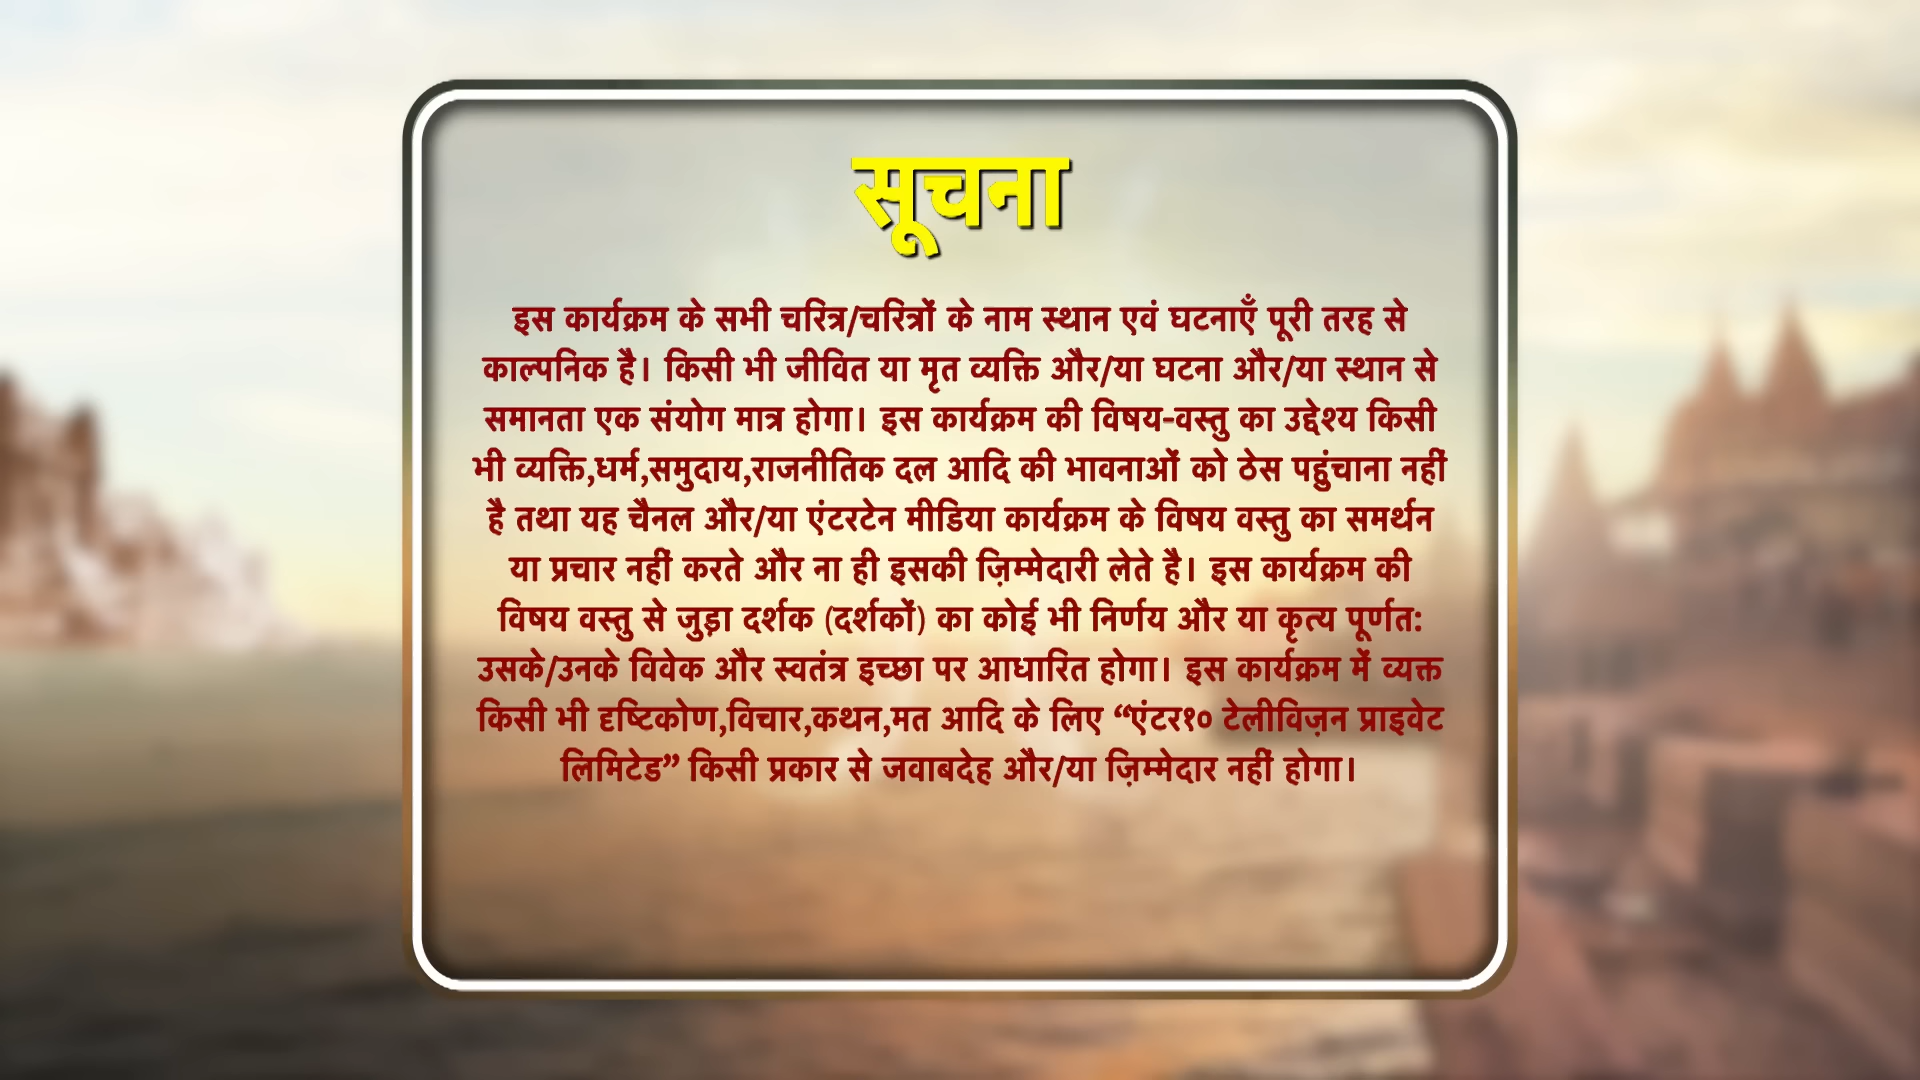 सूचना
इस कार्यक्रम के सभी चरित्र/चरित्रों के नाम स्थान एवं घटनाएँ पूरी तरह से
काल्पनिक है। किसी भी जीवित या मृत व्यक्ति और/या घटना और/या स्थान से
समानता एक संयोग मात्र होगा। इस कार्यक्रम की विषय-वस्तु का उद्देश्य किसी
भी व्यक्ति,धर्म,समुदाय,राजनीतिक दल आदि की भावनाओं को ठेस पहुंचाना नहीं
है तथा यह चैनल और/या एंटरटेन मीडिया कार्यक्रम के विषय वस्तु का समर्थन
या प्रचार नहीं करते और ना ही इसकी ज़िम्मेदारी लेते है। इस कार्यक्रम की
विषय वस्तु से जुड़ा दर्शक (दर्शकों) का कोई भी निर्णय और या कृत्य पूर्णत:
उसके/उनके विवेक और स्वतंत्र इच्छा पर आधारित होगा। इस कार्यक्रम में व्यक्त
किसी भी दृष्टिकोण,विचार,कथन,मत आदि के लिए “एंटर१० टेलीविज़न प्राइवेट
लिमिटेड” किसी प्रकार से जवाबदेह और/या ज़िम्मेदार नहीं होगा।